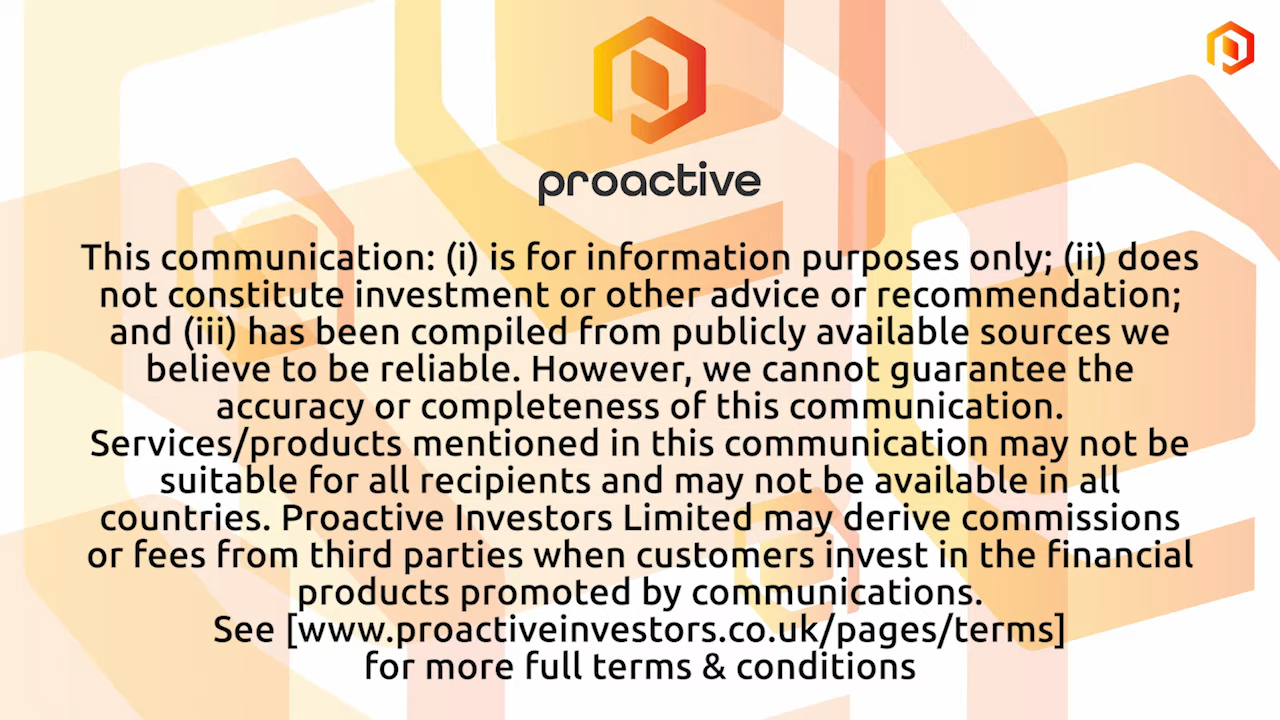 proactive
This communication: (i) is for information purposes only; (ii) does
not constitute investment or other advice or recommendation;
and (iii) has been compiled from publicly available sources we
believe to be reliable. However, we cannot guarantee the
accuracy or completeness of this communication.
Services/products mentioned in this communication may not be
suitable for all recipients and may not be available in all
countries. Proactive Investors Limited may derive commissions
or fees from third parties when customers invest in the financial
products promoted by communications.
See [www.proactiveinvestors.co.uk/pages/terms]
for more full terms & conditions